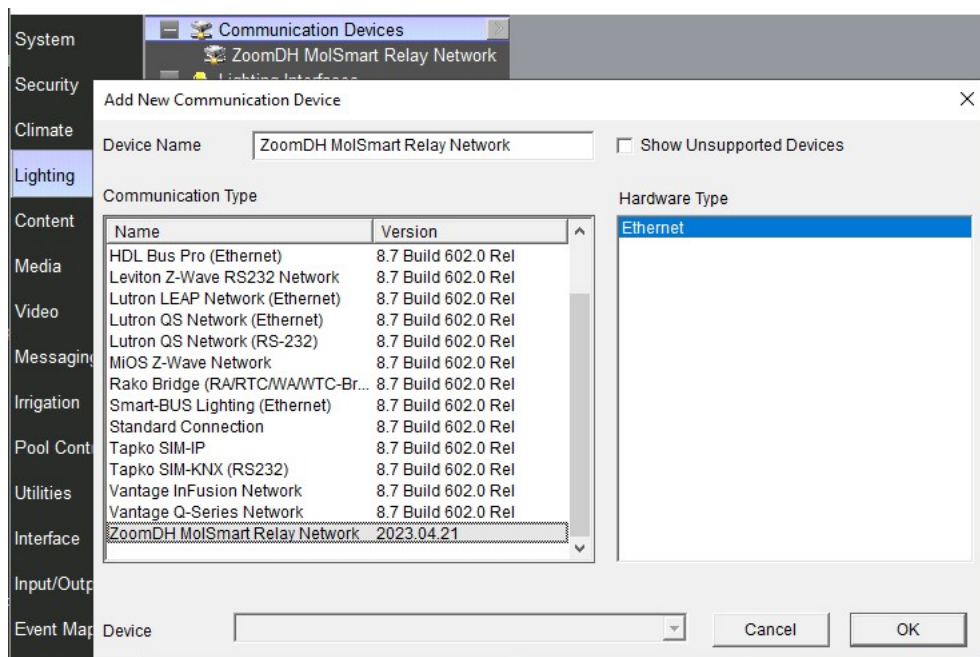 System
Security
Climate
Lighting
Content
Media
Video
Messaging
Irrigation
Pool Cont
Utilities
Interface
Input/Outp
Event Map
Communication Devices
ZoomDH MolSmart Relay Network
Lighting Interfaces
Add New Communication Device
Device Name ZoomDH MolSmart Relay Network Show Unsupported Devices
Communication Type
Name Version
HDL Bus Pro (Ethernet) 8.7 Build 602.0 Rel
Leviton Z-Wave RS232 Network 8.7 Build 602.0 Rel
Lutron LEAP Network (Ethernet) 8.7 Build 602.0 Rel
Lutron QS Network (Ethernet) 8.7 Build 602.0 Rel
Lutron QS Network (RS-232) 8.7 Build 602.0 Rel
MiOS Z-Wave Network 8.7 Build 602.0 Rel
Rako Bridge (RA/RTC/WA/WTC-Br... 8.7 Build 602.0 Rel
Smart-BUS Lighting (Ethernet) 8.7 Build 602.0 Rel
Standard Connection 8.7 Build 602.0 Rel
Tapko SIM-IP 8.7 Build 602.0 Rel
Tapko SIM-KNX (RS232) 8.7 Build 602.0 Rel
Vantage InFusion Network 8.7 Build 602.0 Rel
Vantage Q-Series Network 8.7 Build 602.0 Rel
ZoomDH MolSmart Relay Network 2023.04.21
Hardware Type
Ethernet
Device
Cancel OK